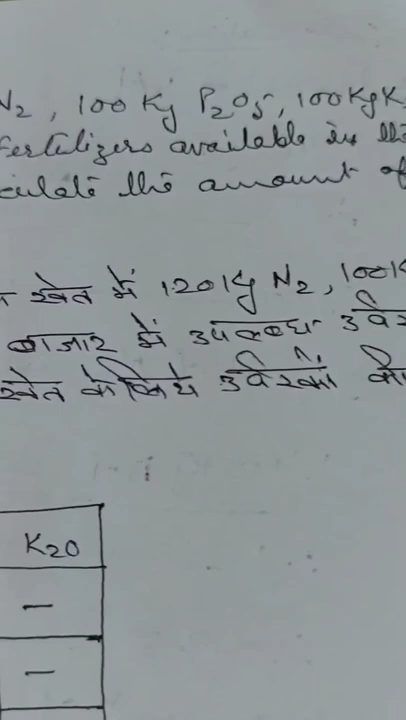 N₂, 100 Kg P₂O₅, 100 Kg K
fertilizers available in the
culate the amount of
खेत में 120 Kg N₂, 100 K
बाजार में उपलब्ध उर्व
खेत के लिये उर्वरकों की
K₂O
—
—